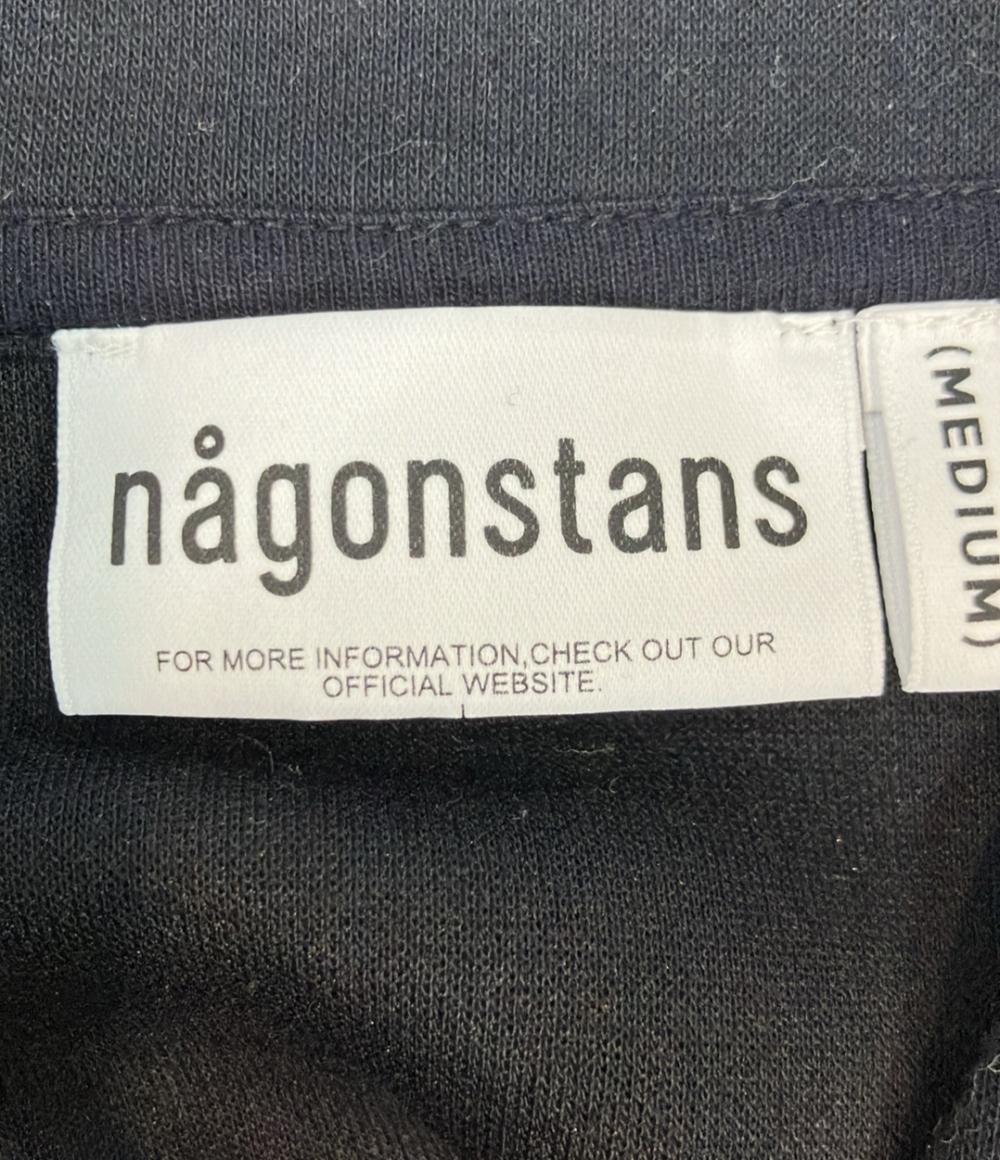 någonstans
FOR MORE INFORMATION,CHECK OUT OUR
OFFICIAL WEBSITE.
(MEDIUM)